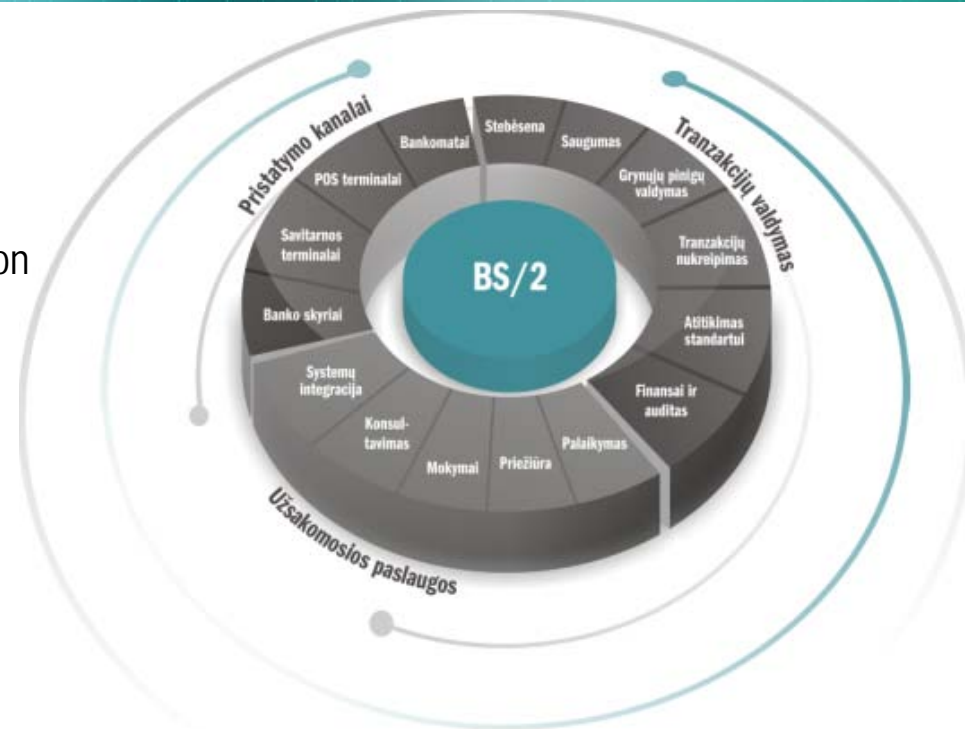 on
Pristatymo kanalai
Bankomatai
POS terminalai
Savitarnos
terminalai
Banko skyriai
Tranzakcijų valdymas
Stebėsena
Saugumas
Grynųjų pinigų
valdymas
Tranzakcijų
nukreipimas
Atitikimas
standartui
Finansai ir
auditas
BS/2
Systemų
integracija
Konsul-
tavimas
Mokymai
Priežiūra
Palaikymas
Užsakomosios paslaugos